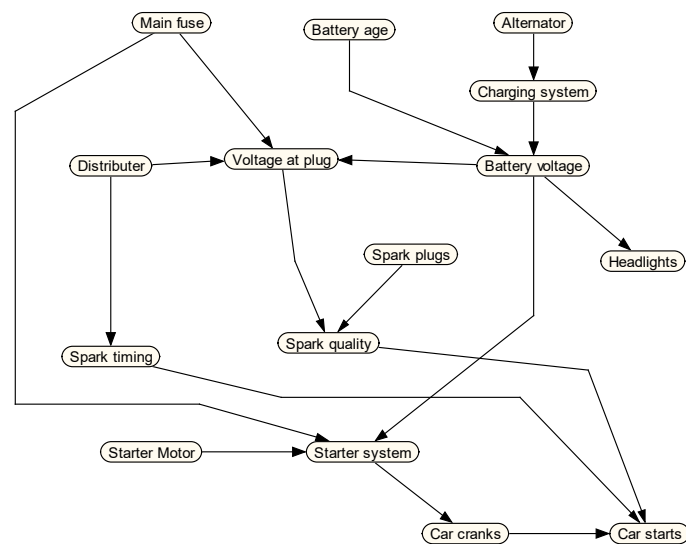 Main fuse
Battery age
Alternator
Charging system
Distributer
Voltage at plug
Battery voltage
Spark plugs
Headlights
Spark quality
Spark timing
Starter Motor
Starter system
Car cranks
Car starts